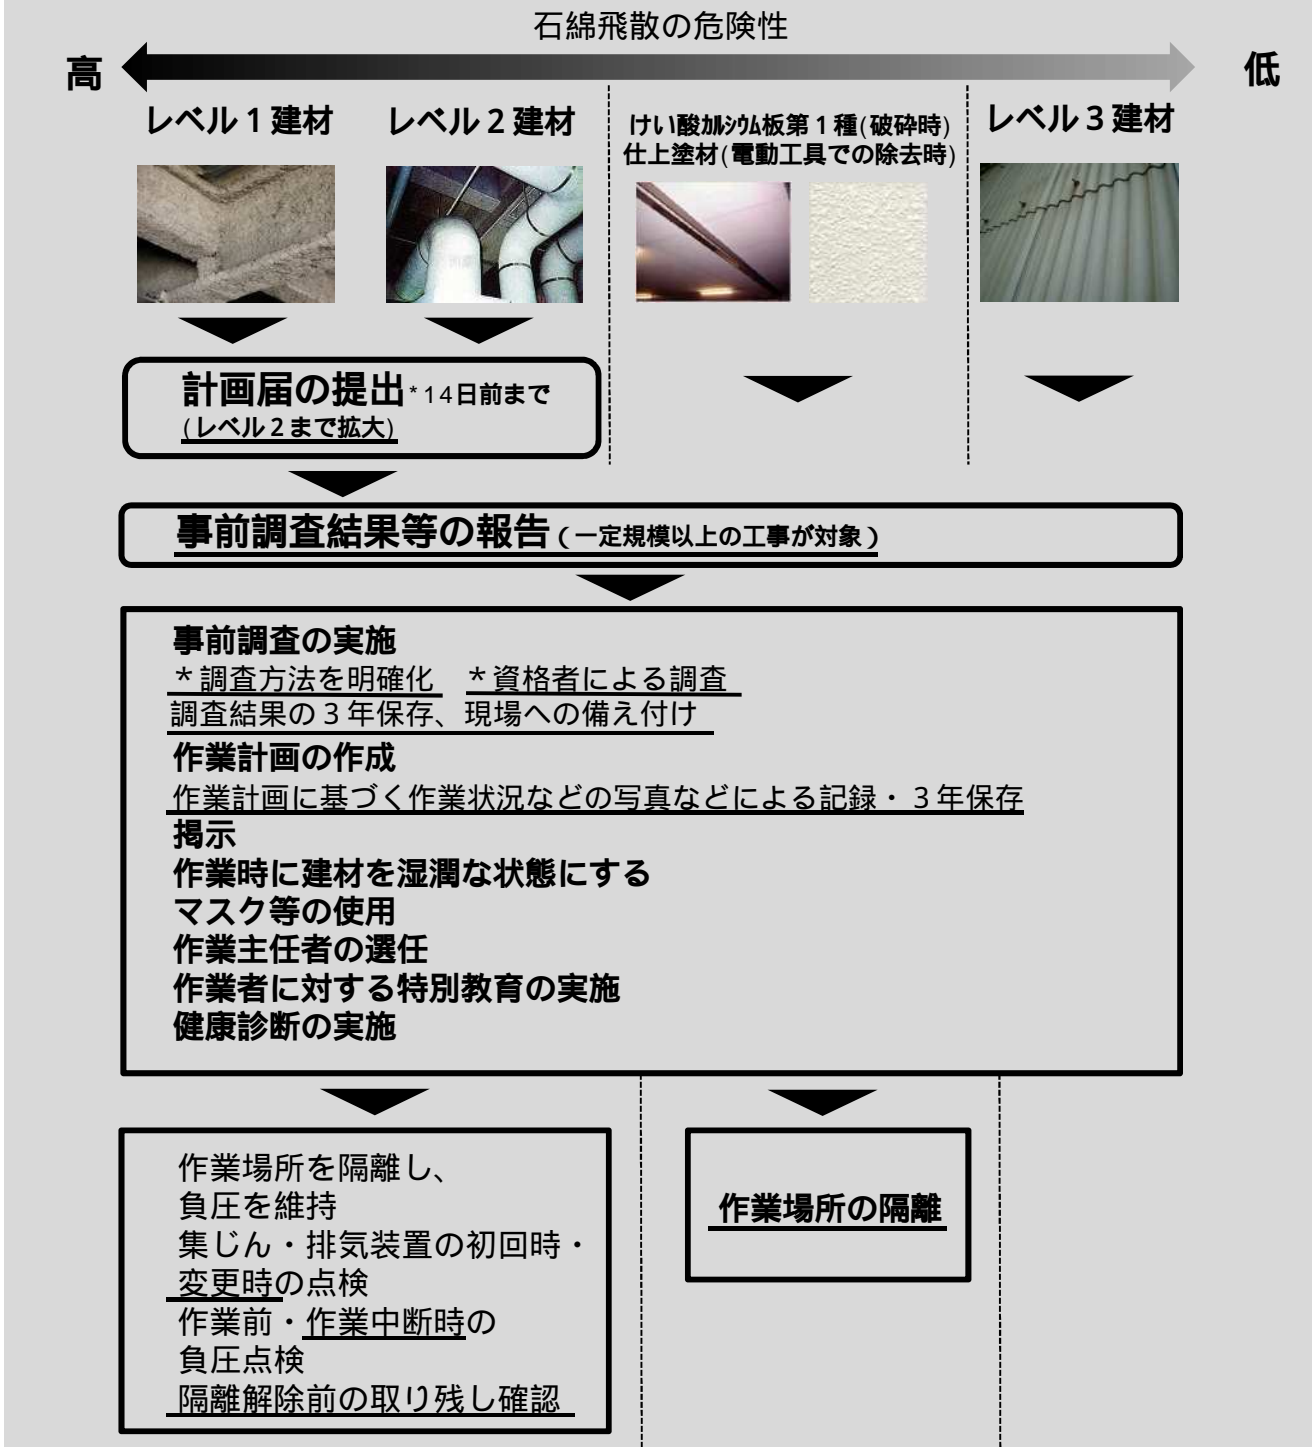 石綿飛散の危険性
高
低
レベル１建材
レベル２建材
けい酸ｶﾙｼｳﾑ板第１種(破砕時)
仕上塗材(電動工具での除去時)
レベル３建材
計画届の提出*14日前まで
(レベル２まで拡大)
事前調査結果等の報告(一定規模以上の工事が対象)
事前調査の実施
＊調査方法を明確化　＊資格者による調査
調査結果の３年保存、現場への備え付け
作業計画の作成
作業計画に基づく作業状況などの写真などによる記録・３年保存
掲示
作業時に建材を湿潤な状態にする
マスク等の使用
作業主任者の選任
作業者に対する特別教育の実施
健康診断の実施
作業場所を隔離し、
負圧を維持
集じん・排気装置の初回時・
変更時の点検
作業前・作業中断時の
負圧点検
隔離解除前の取り残し確認
作業場所の隔離